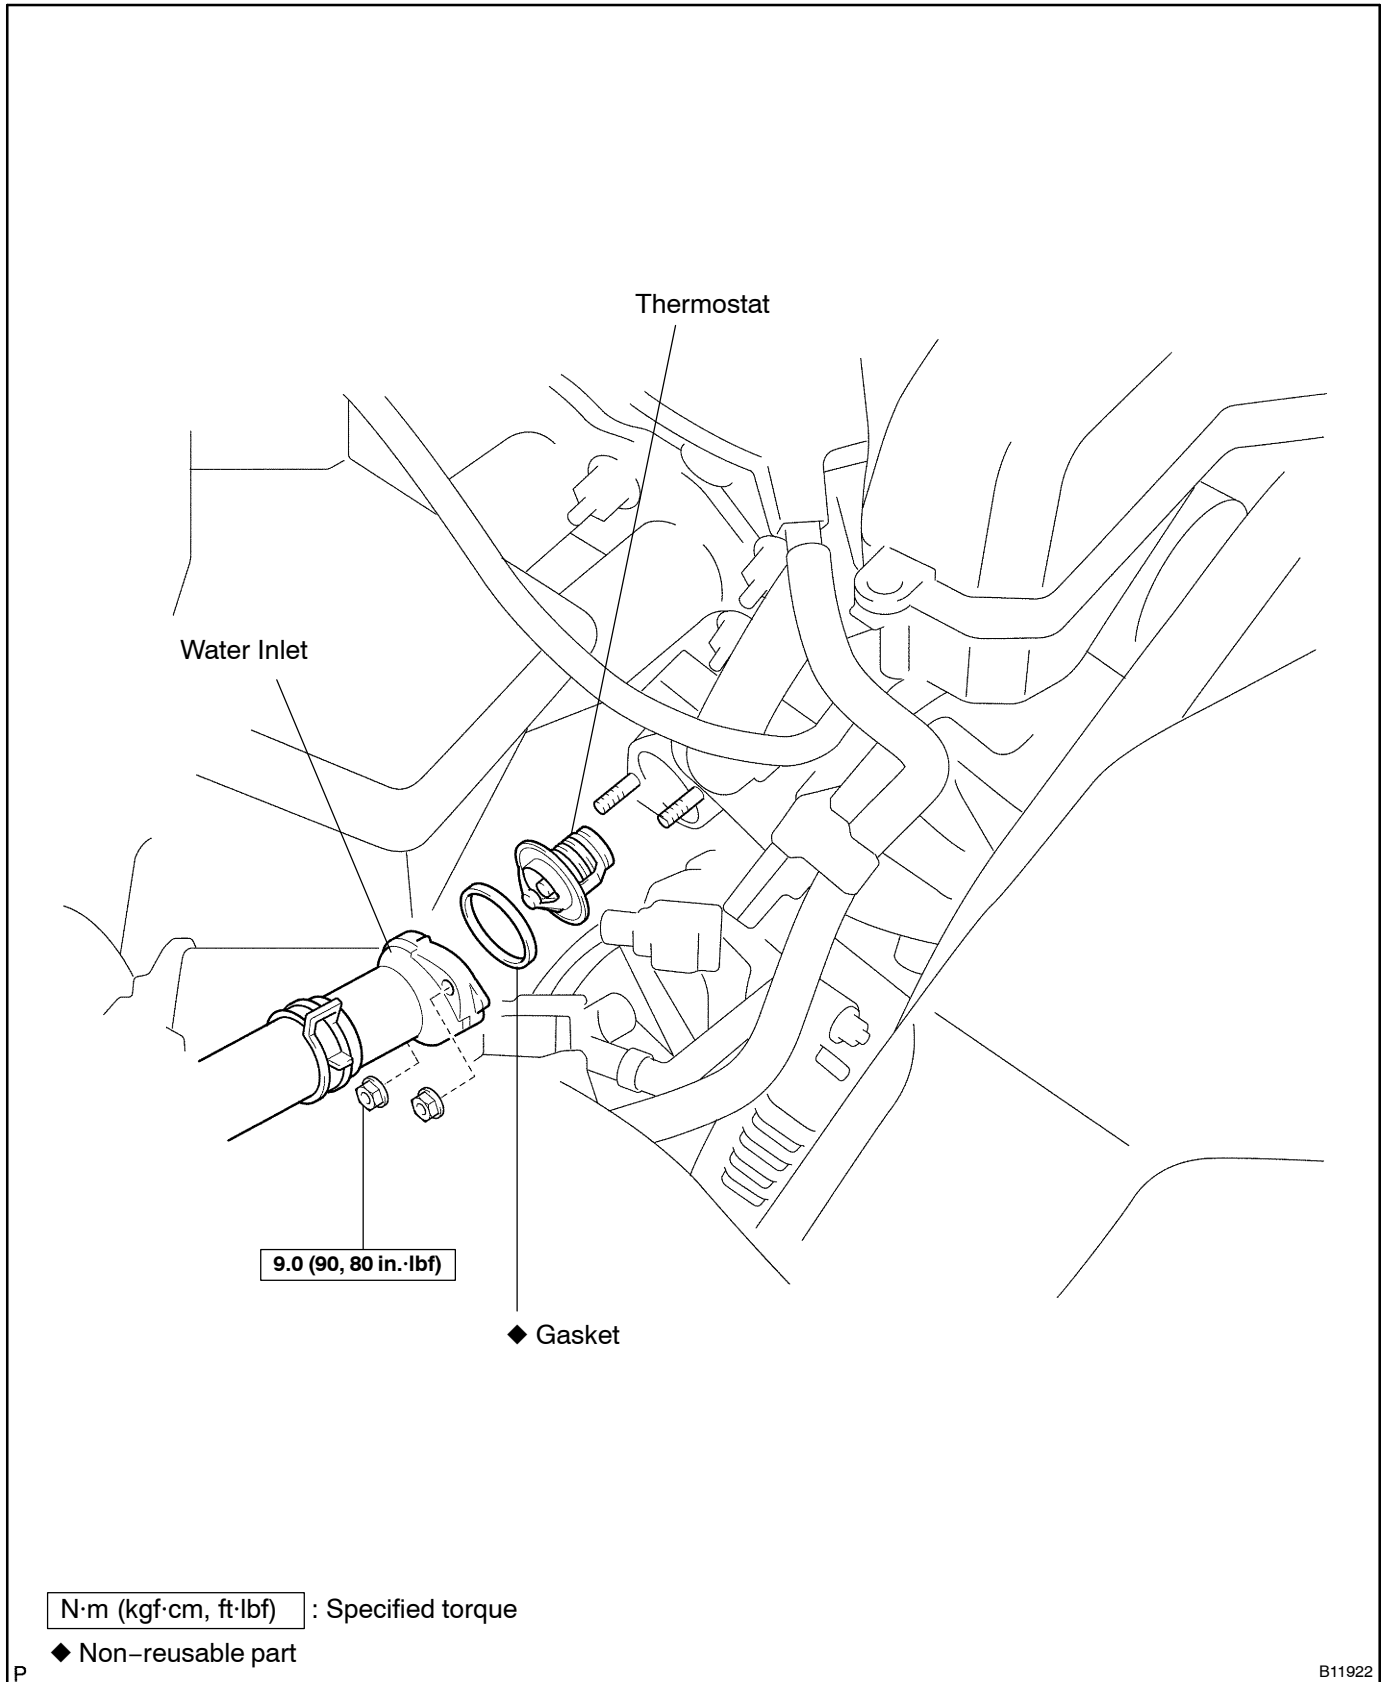 Thermostat
Water Inlet
9.0 (90, 80 in.·lbf)
◆ Gasket
N·m (kgf·cm, ft·lbf) : Specified torque
◆ Non−reusable part
P
B11922